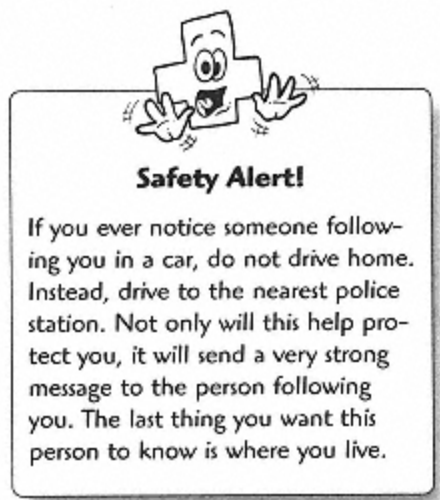 Safety Alert!
If you ever notice someone follow-
ing you in a car, do not drive home.
Instead, drive to the nearest police
station. Not only will this help pro-
tect you, it will send a very strong
message to the person following
you. The last thing you want this
person to know is where you live.